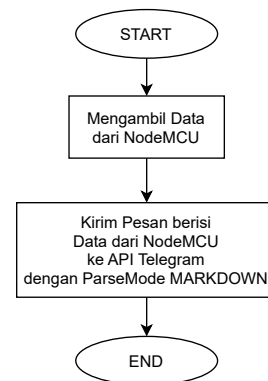 START
Mengambil Data
dari NodeMCU
Kirim Pesan berisi
Data dari NodeMCU
ke API Telegram
dengan ParseMode MARKDOWN
END